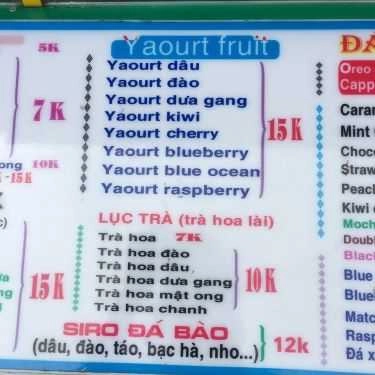 5K
7K
ong 10K
K - 15K
K
c)
15K
Yaourt fruit
Yaourt dâu
Yaourt đào
Yaourt dưa gang
Yaourt kiwi
Yaourt cherry
Yaourt blueberry
Yaourt blue ocean
Yaourt raspberry
15K
LỤC TRÀ (trà hoa lài)
Trà hoa 7K
Trà hoa đào
Trà hoa dâu
Trà hoa dưa gang
Trà hoa mật ong
Trà hoa chanh
10K
SIRO ĐÁ BÀO
(dâu, đào, táo, bạc hà, nho...)
12k
ĐÁ
Oreo
Capp
Caram
Mint
Choco
Straw
Peach
Kiwi
Moch
Doubl
Black
Blue
Blue
Matc
Rasp
Đá x